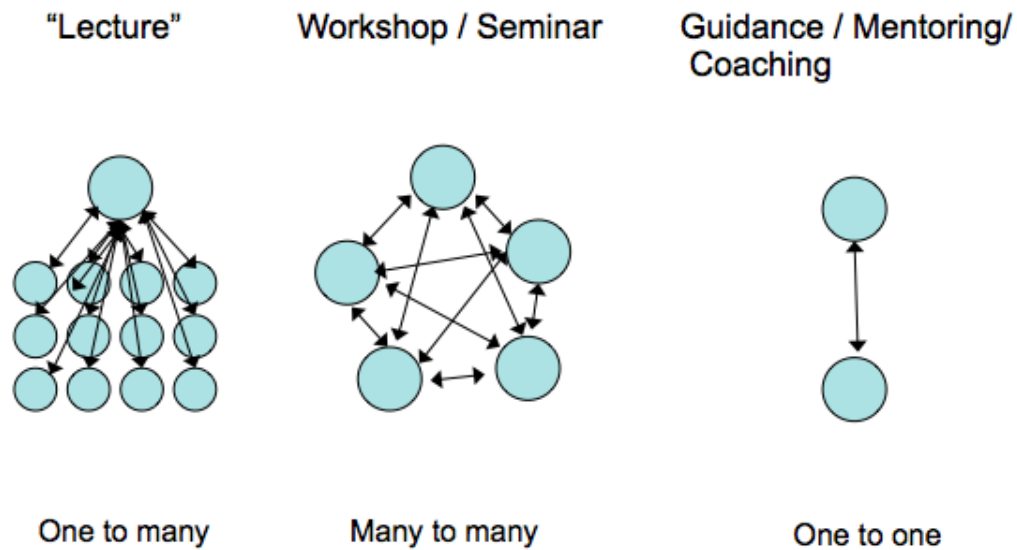 “Lecture”
Workshop / Seminar
Guidance / Mentoring/
Coaching
One to many
Many to many
One to one